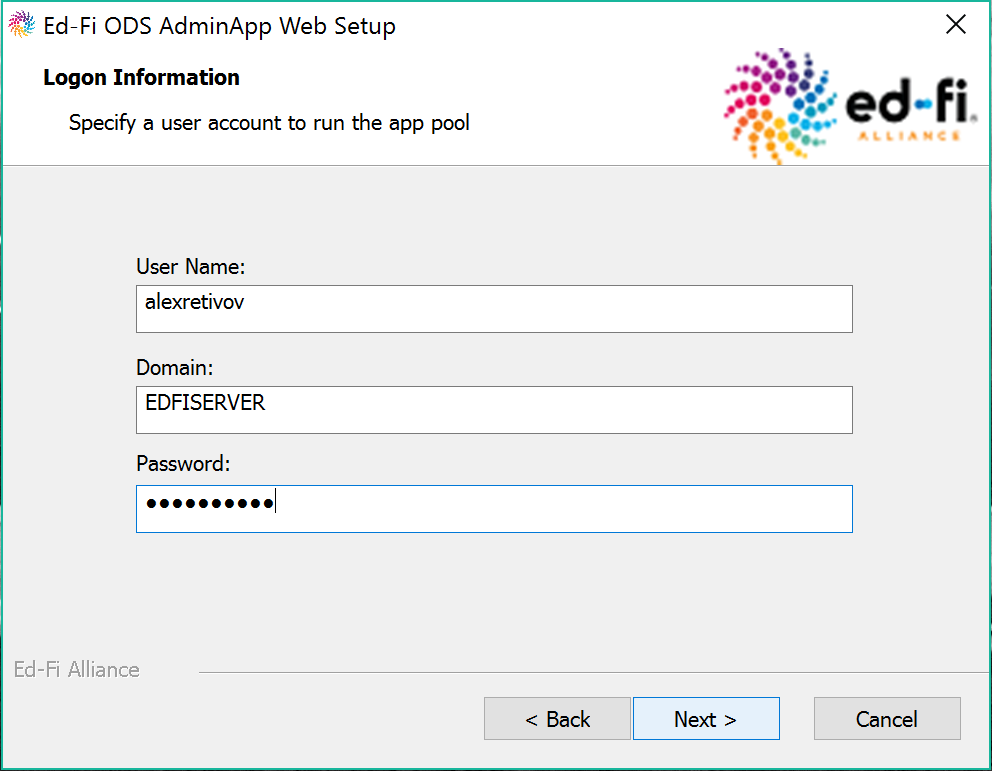 Ed-Fi ODS AdminApp Web Setup
Logon Information
Specify a user account to run the app pool
ed-fi
ALLIANCE
User Name:
alexretivov
Domain:
EDFISERVER
Password:
●●●●●●●●●●
Ed-Fi Alliance
< Back
Next >
Cancel